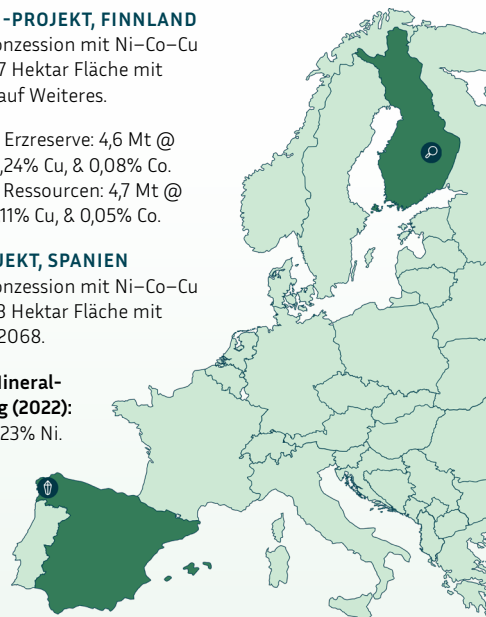 -PROJEKT, FINNLAND
onzession mit Ni–Co–Cu
7 Hektar Fläche mit
auf Weiteres.
Erzreserve: 4,6 Mt @
,24% Cu, & 0,08% Co.
Ressourcen: 4,7 Mt @
11% Cu, & 0,05% Co.
JEKT, SPANIEN
onzession mit Ni–Co–Cu
3 Hektar Fläche mit
2068.
Mineral-
g (2022):
23% Ni.